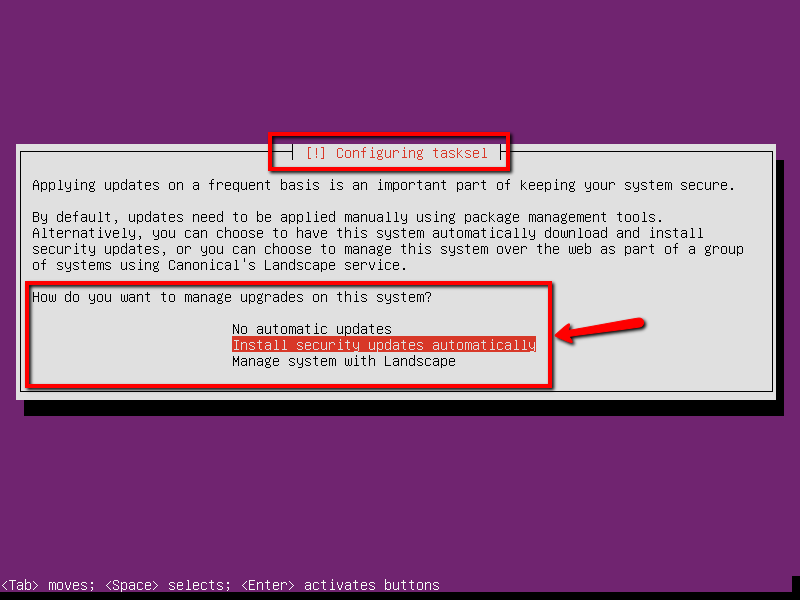 [!] Configuring tasksel
Applying updates on a frequent basis is an important part of keeping your system secure.
By default, updates need to be applied manually using package management tools.
Alternatively, you can choose to have this system automatically download and install
security updates, or you can choose to manage this system over the web as part of a group
of systems using Canonical's Landscape service.
How do you want to manage upgrades on this system?
No automatic updates
Install security updates automatically
Manage system with Landscape
<Tab> moves; <Space> selects; <Enter> activates buttons